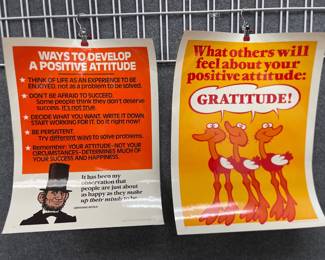 WAYS TO DEVELOP
A POSITIVE ATTITUDE
★ THINK OF LIFE AS AN EXPERIENCE TO BE
ENJOYED, not as a problem to be solved.
★ DON'T BE AFRAID TO SUCCEED.
Some people think they don't deserve
success. It's not true.
★ DECIDE WHAT YOU WANT. WRITE IT DOWN.
START WORKING FOR IT. Do it right now!
★ BE PERSISTENT.
Try different ways to solve problems.
★ Remember: YOUR ATTITUDE-NOT YOUR
CIRCUMSTANCES-DETERMINES MUCH OF
YOUR SUCCESS AND HAPPINESS.
It has been my
observation that
people are just about
as happy as they make
up their minds to be.
What others will
feel about your
positive attitude:
GRATITUDE!